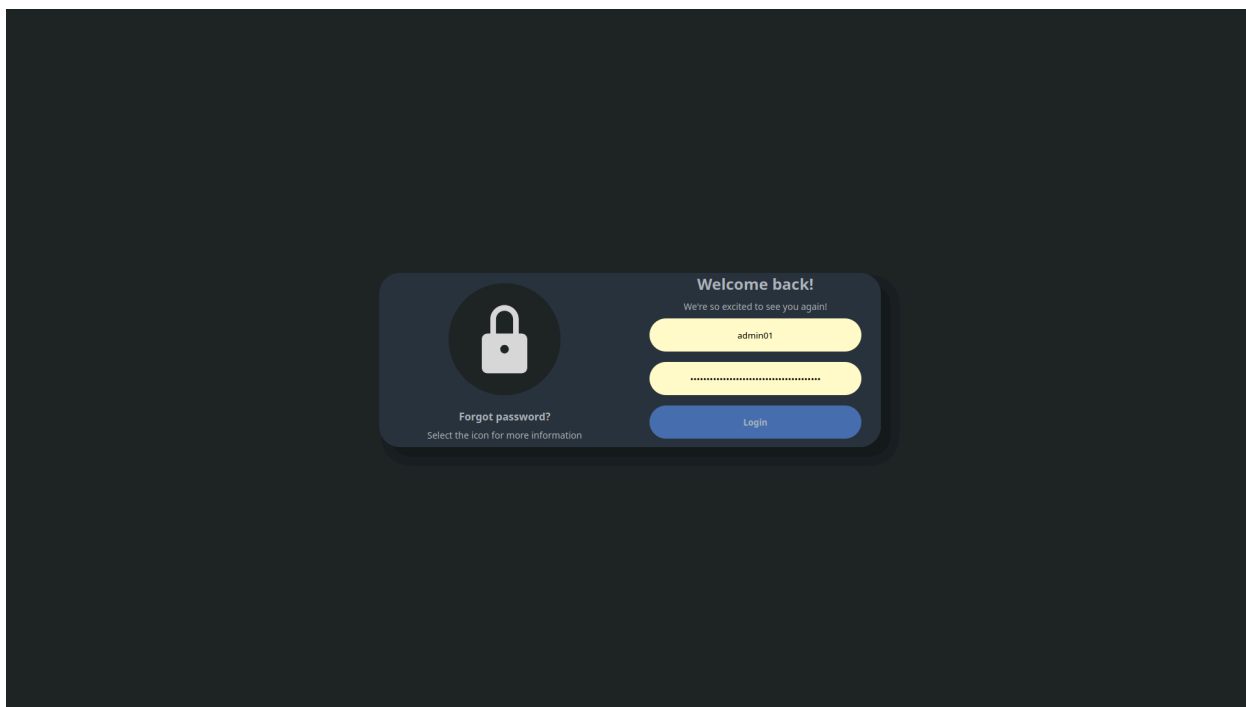 Forgot password?
Select the icon for more information
Welcome back!
We're so excited to see you again!
admin01
Login